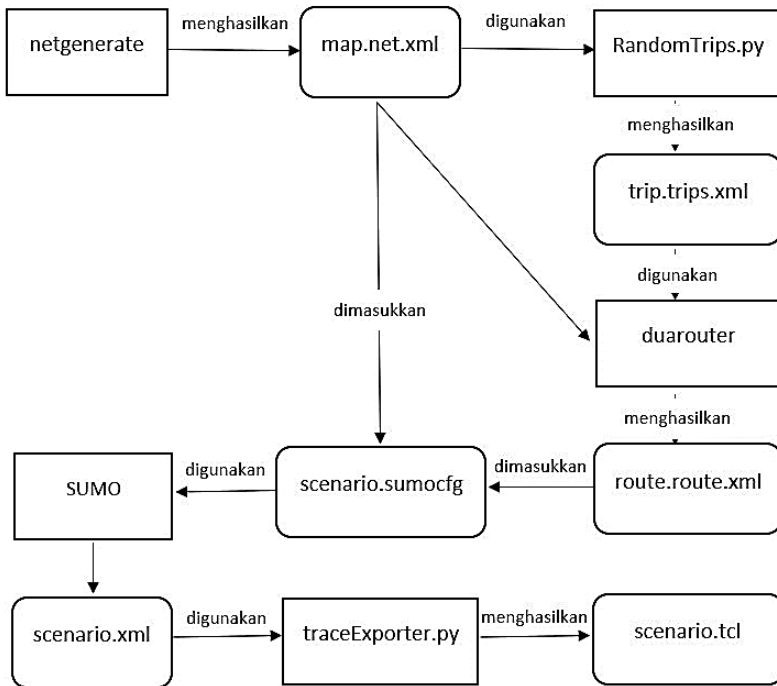 netgenerate
menghasilkan
map.net.xml
digunakan
RandomTrips.py
menghasilkan
trip.trips.xml
digunakan
dimasukkan
duarouter
menghasilkan
SUMO
digunakan
scenario.sumocfg
dimasukkan
route.route.xml
scenario.xml
digunakan
traceExporter.py
menghasilkan
scenario.tcl